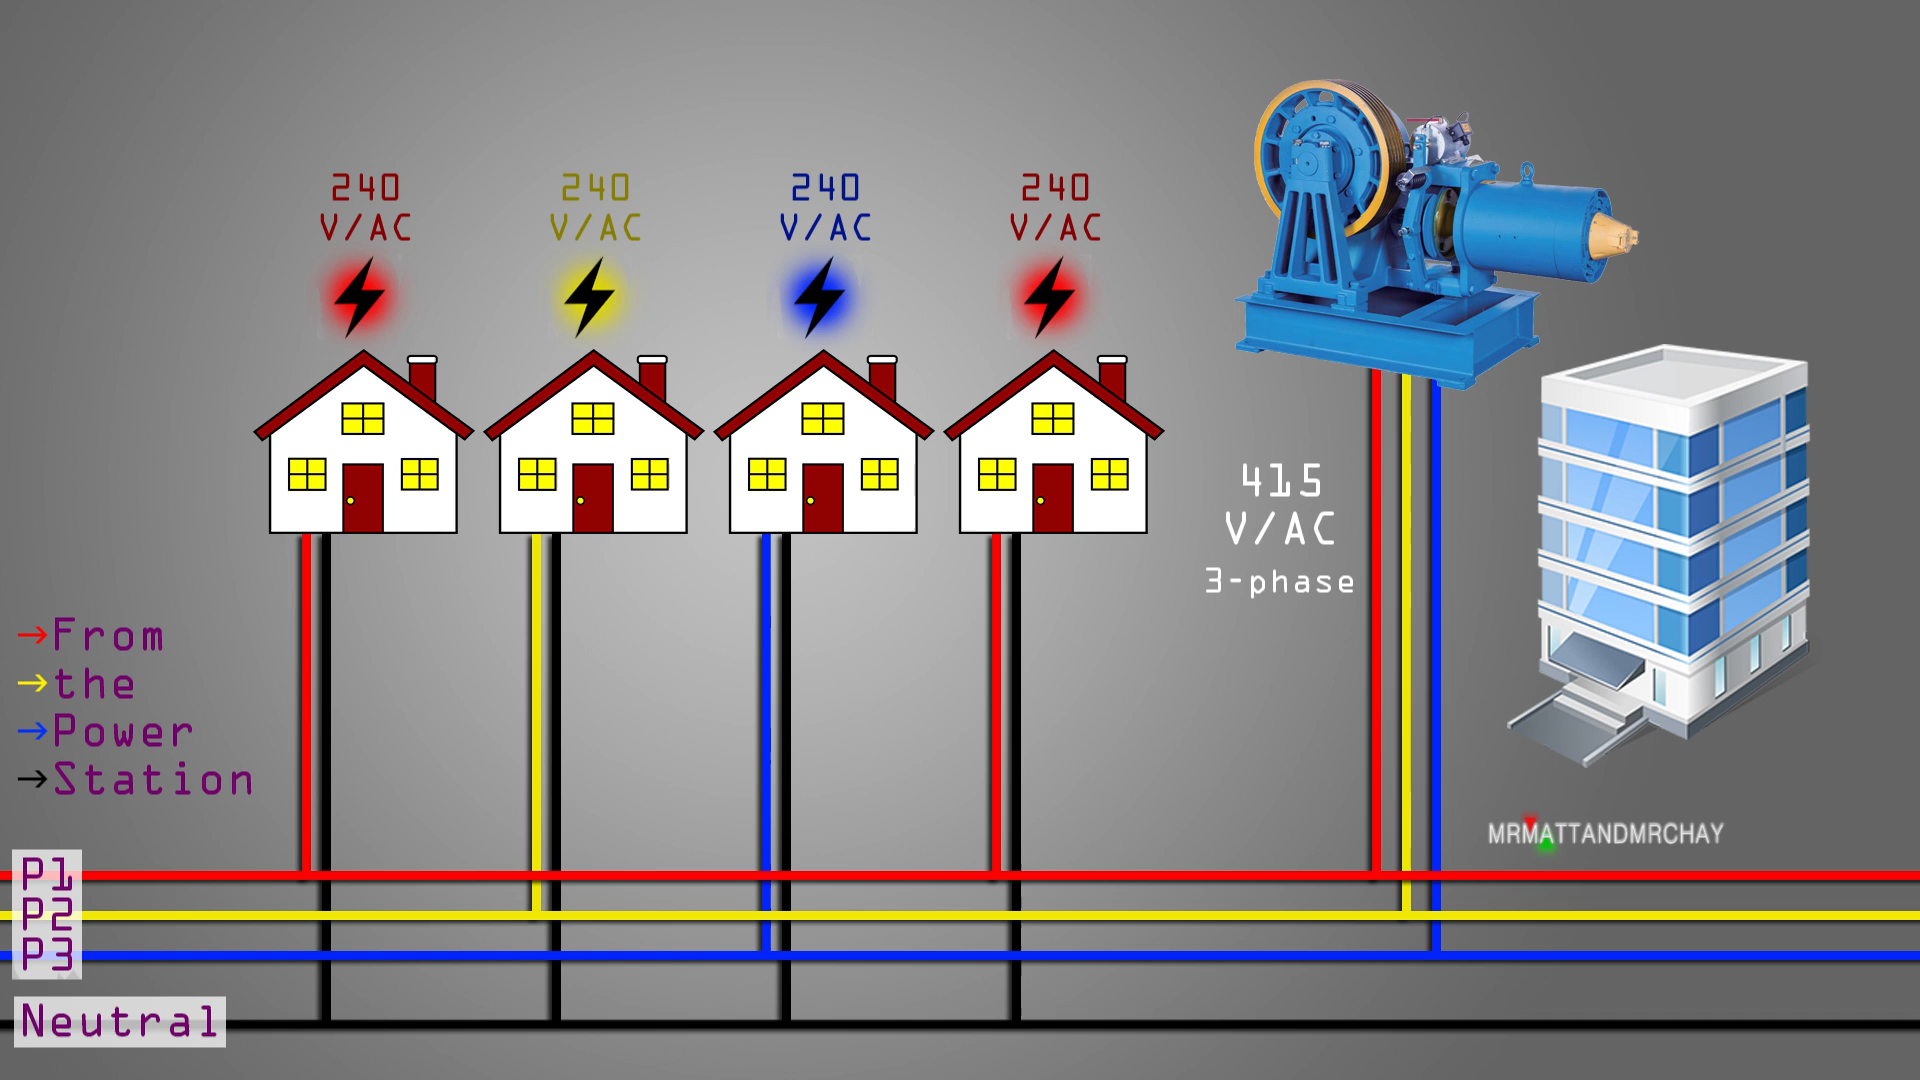 240
V/AC
240
V/AC
240
V/AC
240
V/AC
415
V/AC
3-phase
→From
→the
→Power
→Station
MRMATTANDMRCHAY
P1
P2
P3
Neutral